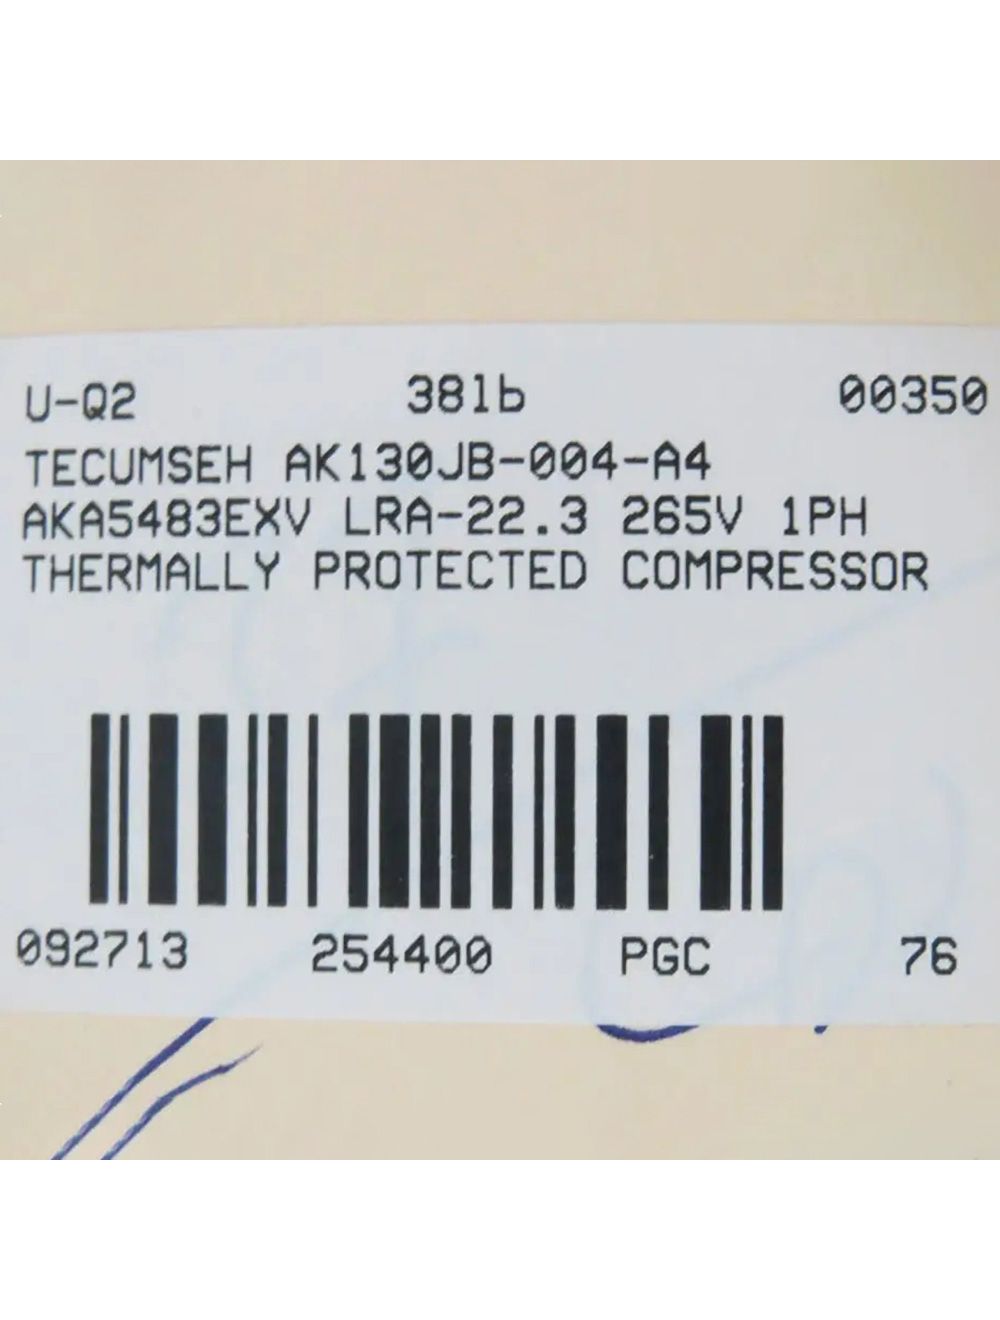 U-Q2 381b 00350
TECUMSEH AK130JB-004-A4
AKA5483EXV LRA-22.3 265V 1PH
THERMALLY PROTECTED COMPRESSOR
092713 254400 PGC 76